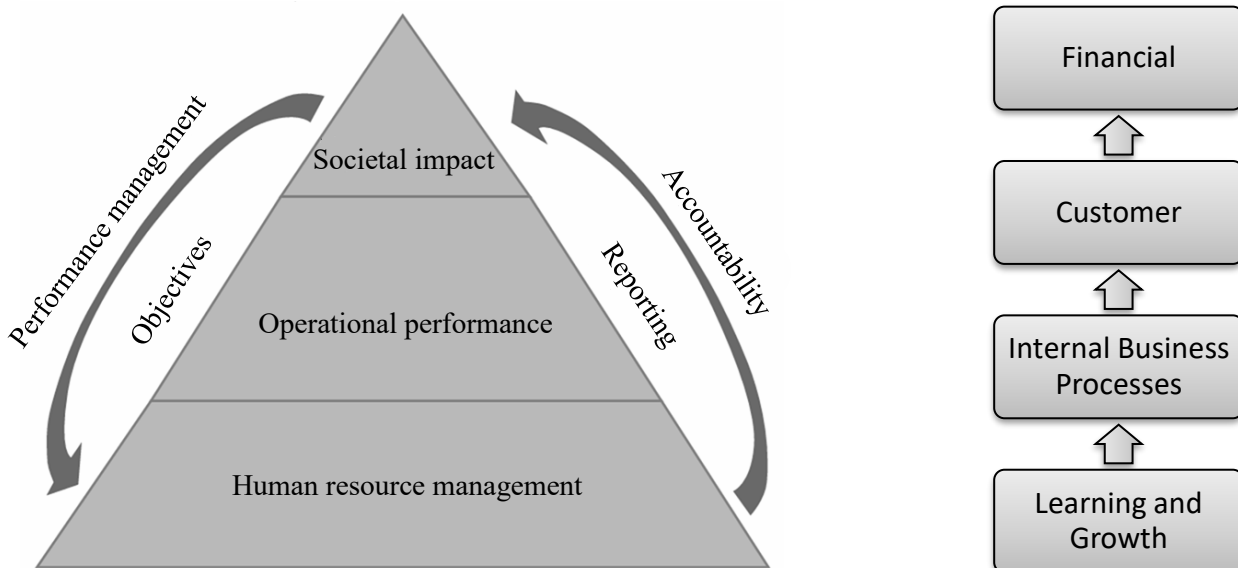 Performance management
Objectives
Societal impact
Operational performance
Human resource management
Reporting
Accountability
Financial
Customer
Internal Business
Processes
Learning and
Growth